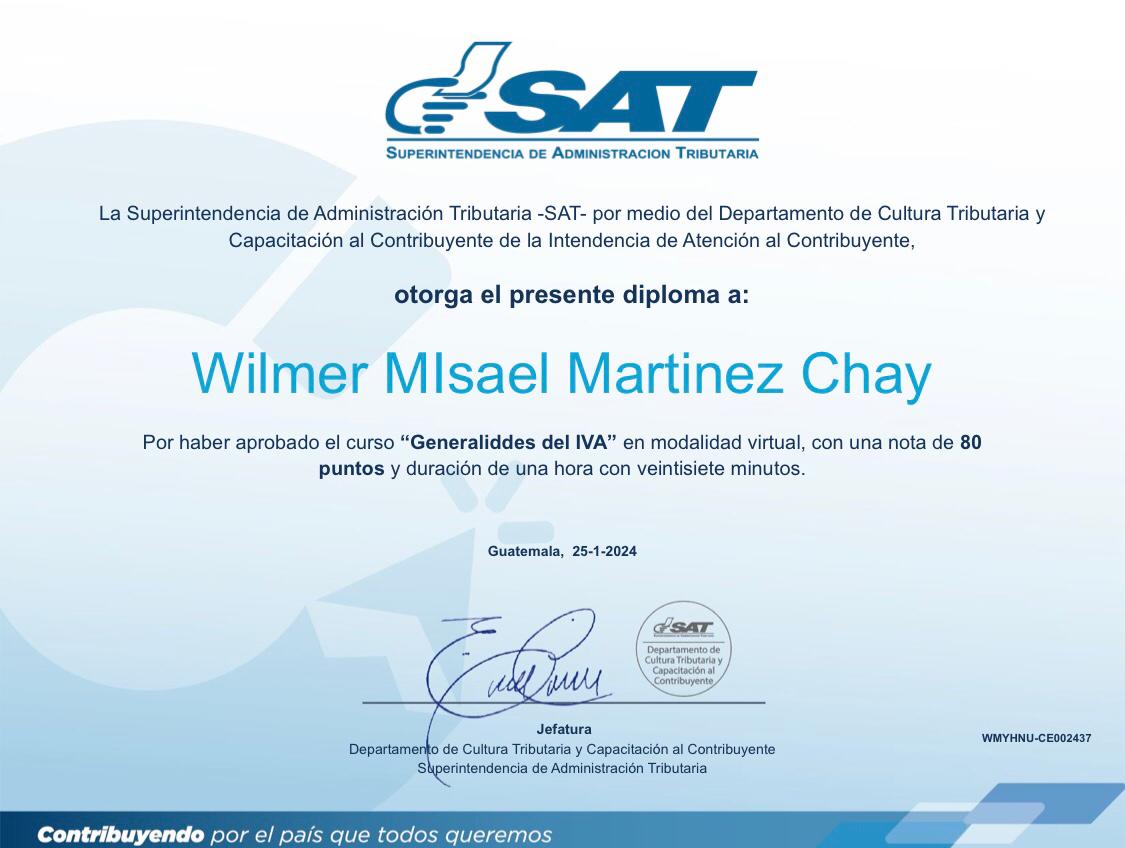 SAT
SUPERINTENDENCIA DE ADMINISTRACION TRIBUTARIA
La Superintendencia de Administración Tributaria -SAT- por medio del Departamento de Cultura Tributaria y
Capacitación al Contribuyente de la Intendencia de Atención al Contribuyente,
otorga el presente diploma a:
Wilmer MIsael Martinez Chay
Por haber aprobado el curso “Generaliddes del IVA” en modalidad virtual, con una nota de 80
puntos y duración de una hora con veintisiete minutos.
Guatemala, 25-1-2024
SAT
SUPERINTENDENCIA DE ADMINISTRACION TRIBUTARIA
Departamento de
Cultura Tributaria y
Capacitación al
Contribuyente
Jefatura
Departamento de Cultura Tributaria y Capacitación al Contribuyente
Superintendencia de Administración Tributaria
WMYHNU-CE002437
Contribuyendo por el país que todos queremos